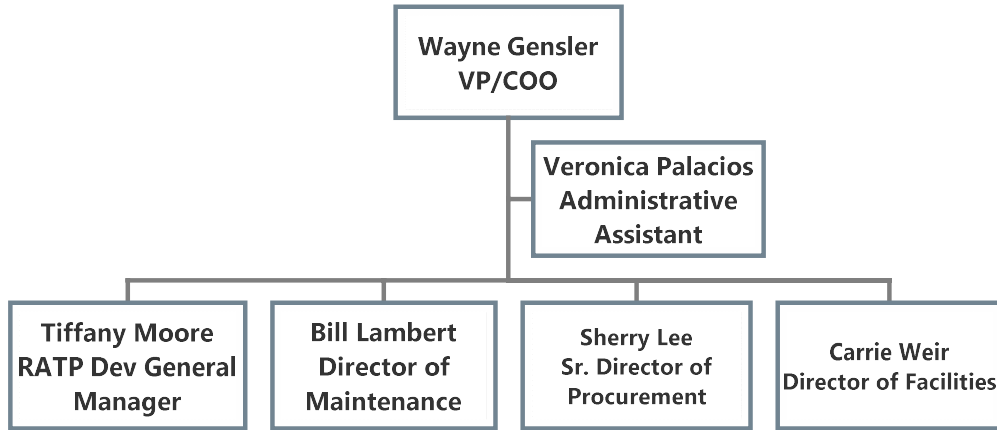 Wayne Gensler
VP/COO
Veronica Palacios
Administrative
Assistant
Tiffany Moore
RATP Dev General
Manager
Bill Lambert
Director of
Maintenance
Sherry Lee
Sr. Director of
Procurement
Carrie Weir
Director of Facilities